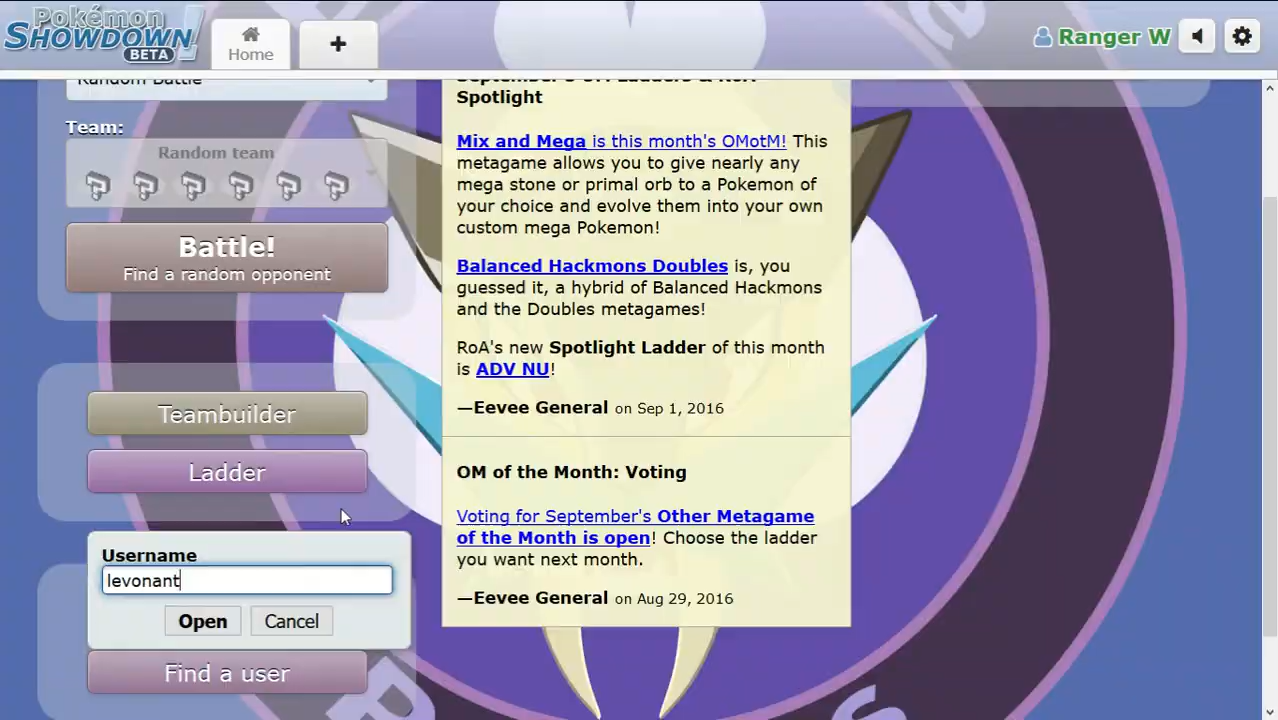 Pokémon
SHOWDOWN!
BETA
Home
Ranger W
Random Battle
Team:
Random team
Battle!
Find a random opponent
Teambuilder
Ladder
Username
levonant
Open
Cancel
Find a user
Spotlight
Mix and Mega is this month's OMotM! This
metagame allows you to give nearly any
mega stone or primal orb to a Pokemon of
your choice and evolve them into your own
custom mega Pokemon!
Balanced Hackmons Doubles is, you
guessed it, a hybrid of Balanced Hackmons
and the Doubles metagames!
RoA's new Spotlight Ladder of this month
is ADV NU!
—Eevee General on Sep 1, 2016
OM of the Month: Voting
Voting for September's Other Metagame
of the Month is open! Choose the ladder
you want next month.
—Eevee General on Aug 29, 2016